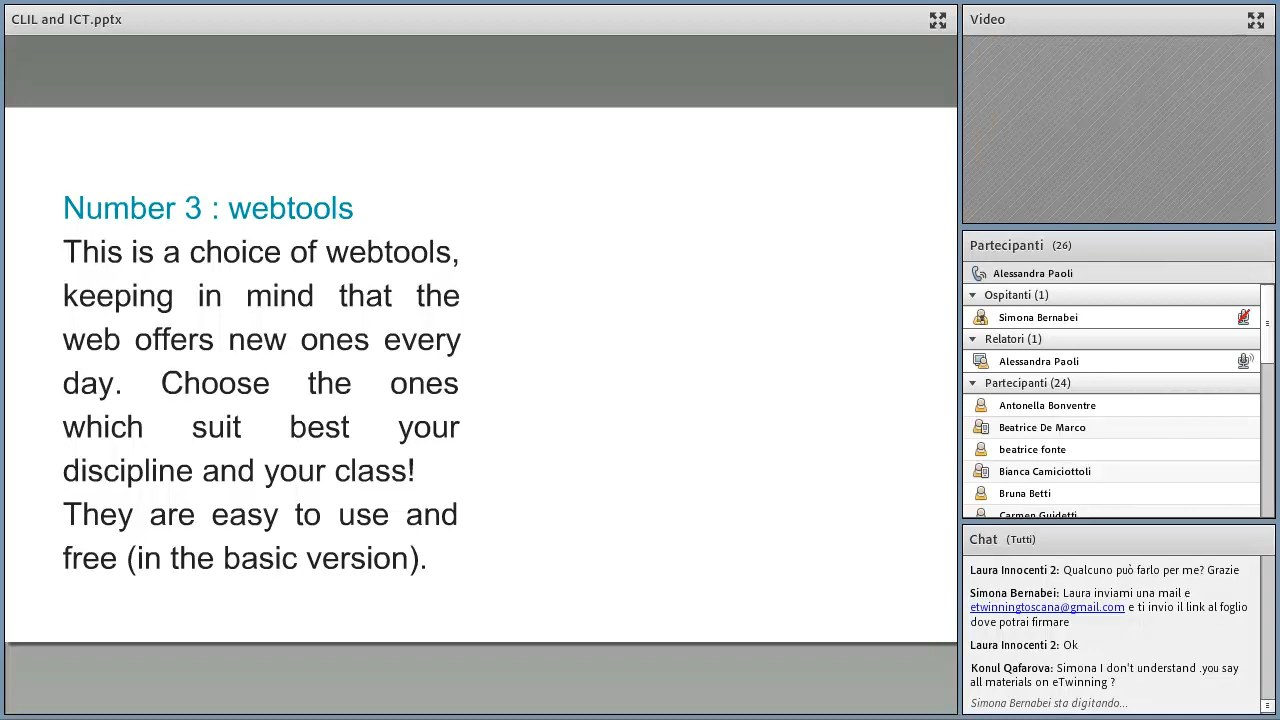 CLIL and ICT.pptx
Number 3 : webtools
This is a choice of webtools,
keeping in mind that the
web offers new ones every
day. Choose the ones
which suit best your
discipline and your class!
They are easy to use and
free (in the basic version).
Video
Partecipanti (26)
Alessandra Paoli
Ospitanti (1)
Simona Bernabei
Relatori (1)
Alessandra Paoli
Partecipanti (24)
Antonella Bonventre
Beatrice De Marco
beatrice fonte
Bianca Camiciottoli
Bruna Betti
Carmen Guidetti
Chat (Tutti)
Laura Innocenti 2: Qualcuno può farlo per me? Grazie
Simona Bernabei: Laura inviami una mail e
etwinningtoscana@gmail.com e ti invio il link al foglio
dove potrai firmare
Laura Innocenti 2: Ok
Konul Qafarova: Simona I don't understand .you say
all materials on eTwinning ?
Simona Bernabei sta digitando...